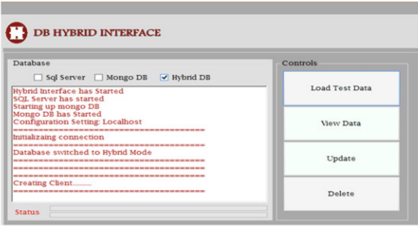 DB HYBRID INTERFACE
Database
Sql Server Mongo DB Hybrid DB
Hybrid Interface has Started
SQL Server has started
Starting up mongo DB
Mongo DB has Started
Configuration Setting: Localhost
================================================
Initializaing connection
================================================
Database switched to Hybrid Mode
================================================
================================================
================================================
Creating Client.........
================================================
Status
Controls
Load Test Data
View Data
Update
Delete